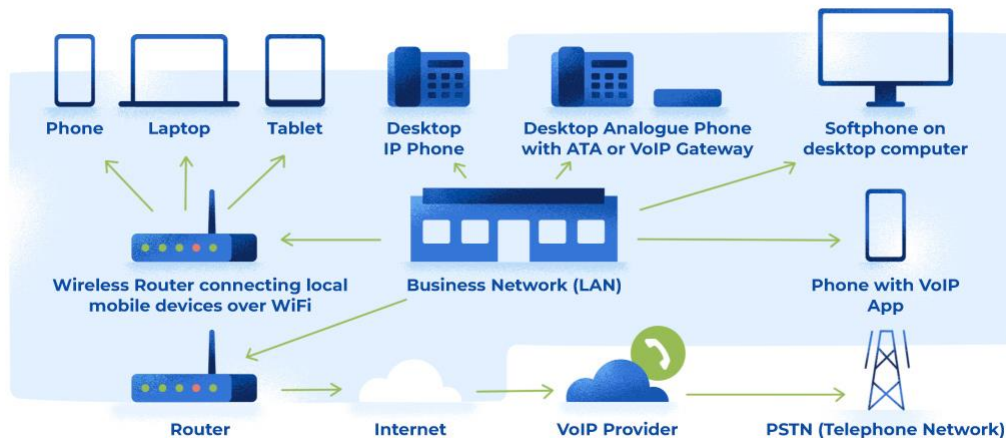 Phone
Laptop
Tablet
Desktop
IP Phone
Desktop Analogue Phone
with ATA or VoIP Gateway
Softphone on
desktop computer
Wireless Router connecting local
mobile devices over WiFi
Business Network (LAN)
Phone with VoIP
App
Router
Internet
VoIP Provider
PSTN (Telephone Network)